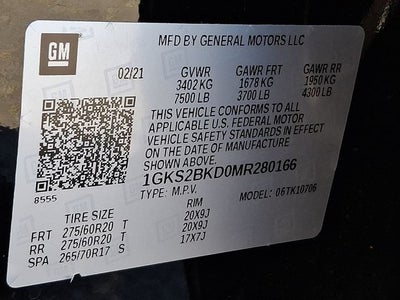 GM
MFD BY GENERAL MOTORS LLC
02/21 GVWR GAWR FRT GAWR RR
3402 KG 1678 KG 1950 KG
7500 LB 3700 LB 4300 LB
THIS VEHICLE CONFORMS TO ALL
APPLICABLE U.S. FEDERAL MOTOR
VEHICLE SAFETY STANDARDS IN EFFECT
ON THE DATE OF MANUFACTURE
SHOWN ABOVE.
8555
1GKS2BKD0MR280166
TYPE: M.P.V. MODEL: 06TK10706
TIRE SIZE RIM
FRT 275/60R20 T 20X9J
RR 275/60R20 T 20X9J
SPA 265/70R17 S 17X7J